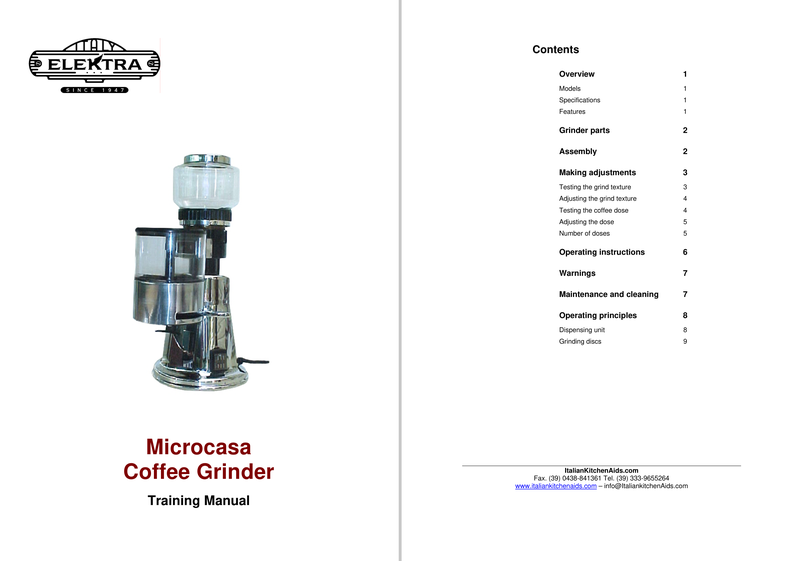 ITALY
ELEKTRA
SINCE 1947
Microcasa
Coffee Grinder
Training Manual
Contents
Overview 1
Models 1
Specifications 1
Features 1
Grinder parts 2
Assembly 2
Making adjustments 3
Testing the grind texture 3
Adjusting the grind texture 4
Testing the coffee dose 4
Adjusting the dose 5
Number of doses 5
Operating instructions 6
Warnings 7
Maintenance and cleaning 7
Operating principles 8
Dispensing unit 8
Grinding discs 9
ItalianKitchenAids.com
Fax. (39) 0438-841361 Tel. (39) 333-9655264
www.italiankitchenaids.com – info@ItaliankitchenAids.com